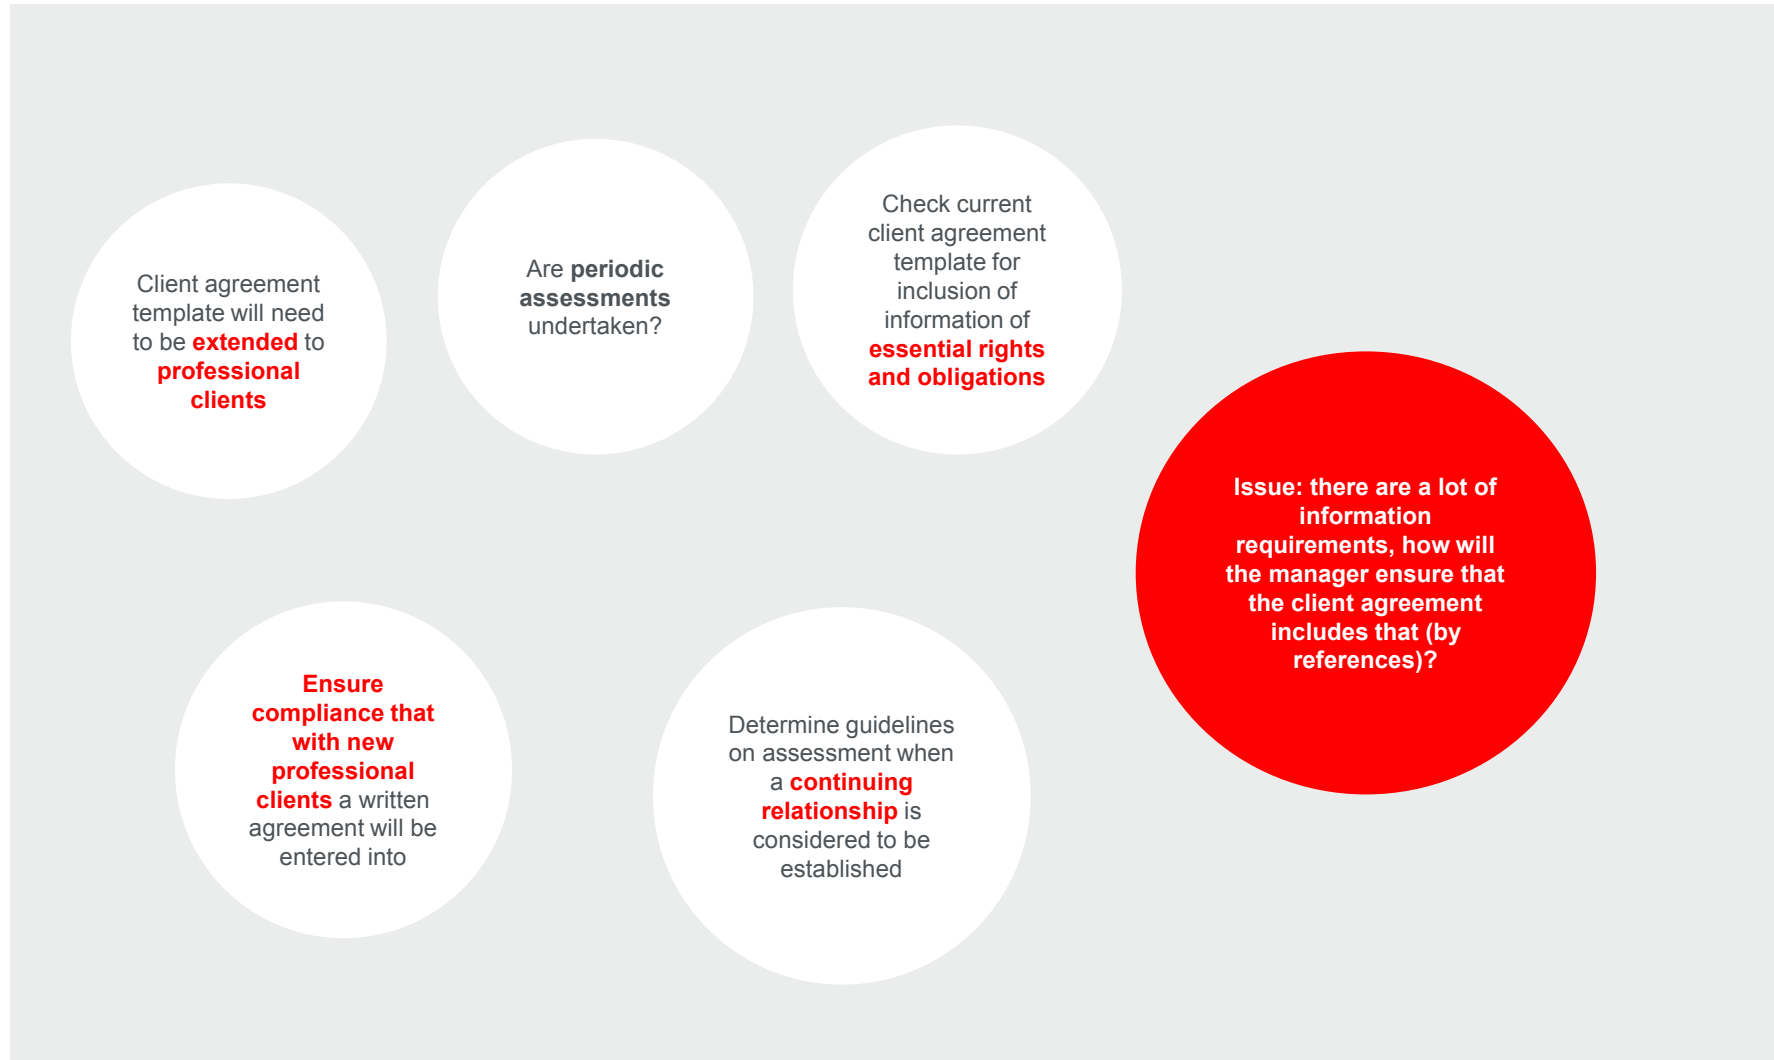 Client agreement
template will need
to be extended to
professional
clients
Are periodic
assessments
undertaken?
Check current
client agreement
template for
inclusion of
information of
essential rights
and obligations
Issue: there are a lot of
information
requirements, how will
the manager ensure that
the client agreement
includes that (by
references)?
Ensure
compliance that
with new
professional
clients a written
agreement will be
entered into
Determine guidelines
on assessment when
a continuing
relationship is
considered to be
established